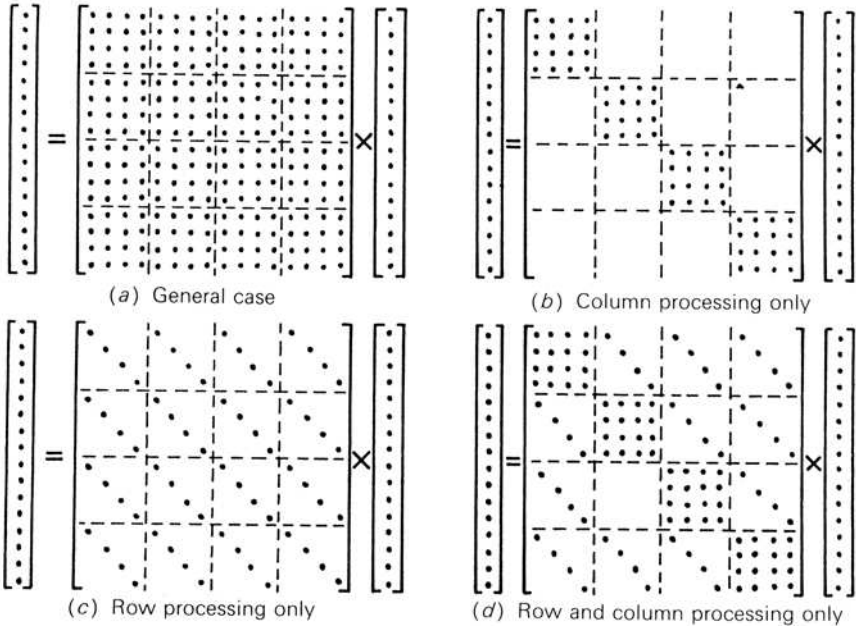 = ×
(a) General case
= ×
(b) Column processing only
= ×
(c) Row processing only
= ×
(d) Row and column processing only